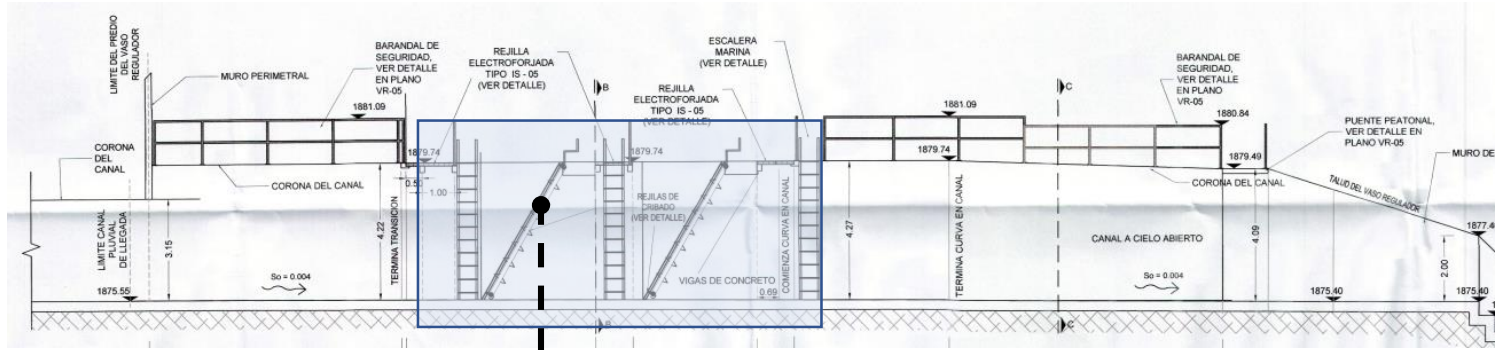 LIMITE DEL PREDIO
DEL VASO
REGULADOR
MURO PERIMETRAL
BARANDAL DE
SEGURIDAD,
VER DETALLE
EN PLANO
VR-05
1881.09
CORONA
DEL
CANAL
CORONA DEL CANAL
LIMITE CANAL
PLUVIAL
DE LLEGADA
3.15
1875.55
So = 0.004
4.22
TERMINA TRANSICION
REJILLA
ELECTROFORJADA
TIPO IS - 05
(VER DETALLE)
1879.74
0.50
1.00
B
REJILLA
ELECTROFORJADA
TIPO IS - 05
(VER DETALLE)
1879.74
ESCALERA
MARINA
(VER DETALLE)
REJILAS DE
CRIBADO
(VER DETALLE)
VIGAS DE CONCRETO
0.69
COMIENZA CURVA EN CANAL
B
1881.09
4.27
1879.74
TERMINA CURVA EN CANAL
C
C
BARANDAL DE
SEGURIDAD,
VER DETALLE
EN PLANO
VR-05
1880.84
1879.49
CORONA DEL CANAL
CANAL A CIELO ABIERTO
So = 0.004
4.09
PUENTE PEATONAL,
VER DETALLE EN
PLANO VR-05
MURO DE
TALUD DEL VASO REGULADOR
1877.4
2.00
1875.40
1875.40